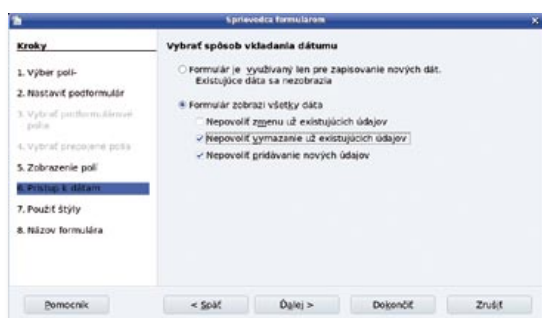 Sprievodca formulárom
Kroky
1. Výber polí-
2. Nastaviť podformulár
3. Vybrať podformulárové
polia
4. Vybrať prepojené polia
5. Zobrazenie polí
6. Prístup k dátam
7. Použiť štýly
8. Názov formulára
Vybrať spôsob vkladania dátumu
Formulár je využívaný len pre zapisovanie nových dát.
Existujúce dáta sa nezobrazia
Formulár zobrazí všetky dáta
Nepovoliť zmenu už existujúcich údajov
Nepovoliť vymazanie už existujúcich údajov
Nepovoliť pridávanie nových údajov
Pomocník
< Späť
Ďalej >
Dokončiť
Zrušiť